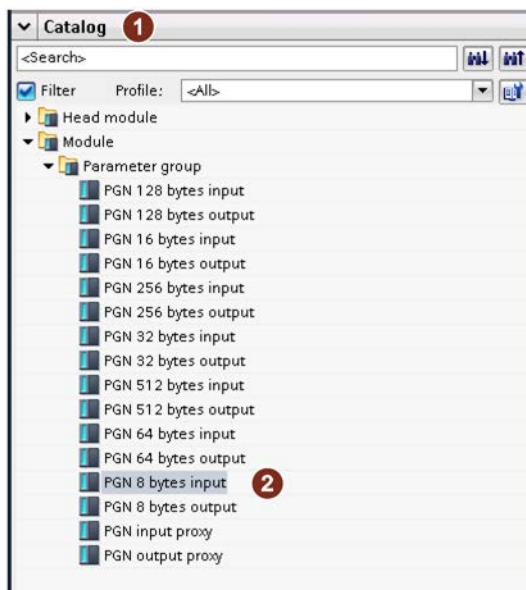 Catalog 1
<Search>
Filter Profile: <All>
Head module
Module
Parameter group
PGN 128 bytes input
PGN 128 bytes output
PGN 16 bytes input
PGN 16 bytes output
PGN 256 bytes input
PGN 256 bytes output
PGN 32 bytes input
PGN 32 bytes output
PGN 512 bytes input
PGN 512 bytes output
PGN 64 bytes input
PGN 64 bytes output
PGN 8 bytes input 2
PGN 8 bytes output
PGN input proxy
PGN output proxy